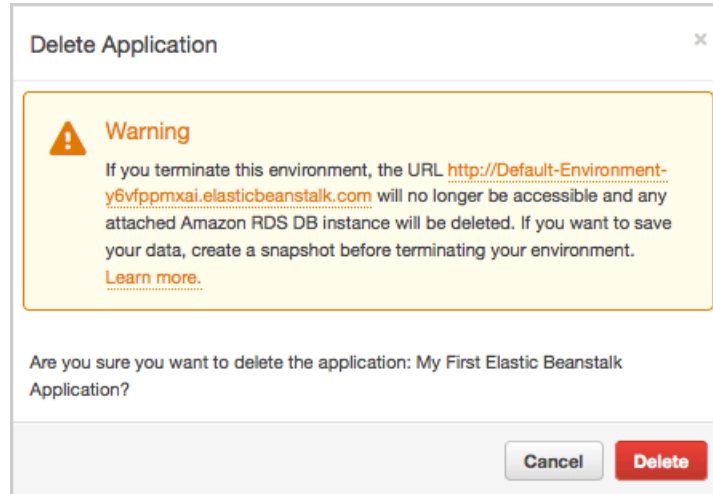 Delete Application
×
Warning
If you terminate this environment, the URL http://Default-Environment-
y6vfppmxai.elasticbeanstalk.com will no longer be accessible and any
attached Amazon RDS DB instance will be deleted. If you want to save
your data, create a snapshot before terminating your environment.
Learn more.
Are you sure you want to delete the application: My First Elastic Beanstalk
Application?
Cancel
Delete